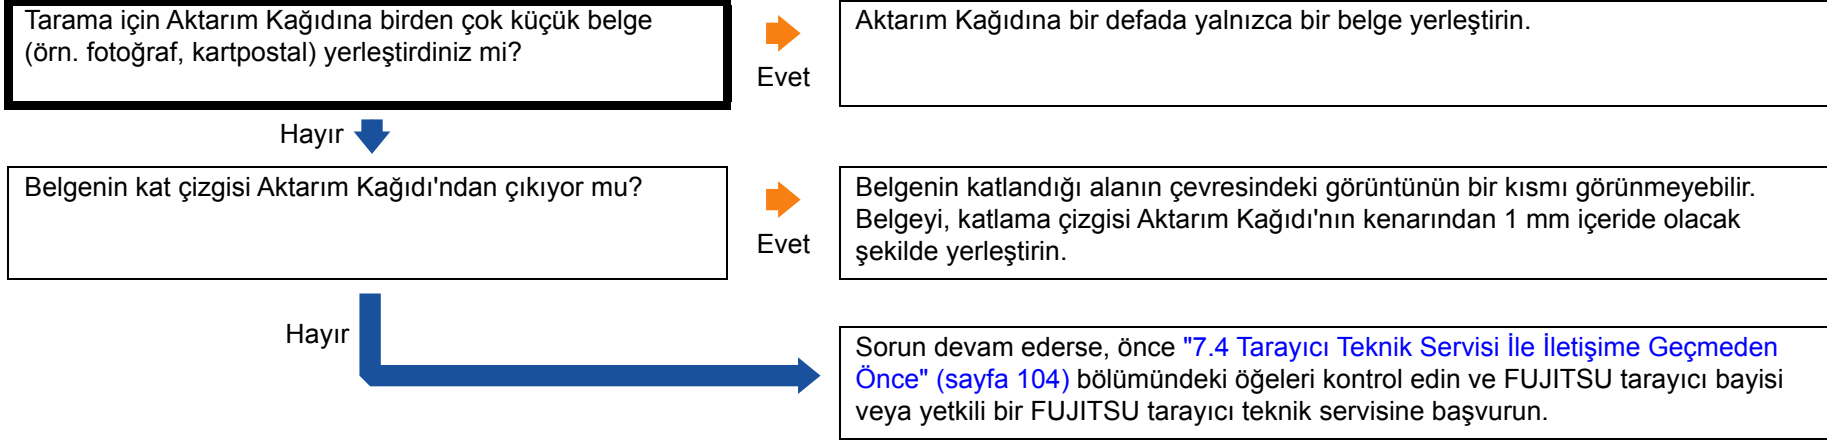 Tarama için Aktarım Kağıdına birden çok küçük belge
(örn. fotoğraf, kartpostal) yerleştirdiniz mi?
Evet
Aktarım Kağıdına bir defada yalnızca bir belge yerleştirin.
Hayır
Belgenin kat çizgisi Aktarım Kağıdı'ndan çıkıyor mu?
Evet
Belgenin katlandığı alanın çevresindeki görüntünün bir kısmı görünmeyebilir.
Belgeyi, katlama çizgisi Aktarım Kağıdı'nın kenarından 1 mm içeride olacak
şekilde yerleştirin.
Hayır
Sorun devam ederse, önce "7.4 Tarayıcı Teknik Servisi İle İletişime Geçmeden
Önce" (sayfa 104) bölümündeki öğeleri kontrol edin ve FUJITSU tarayıcı bayisi
veya yetkili bir FUJITSU tarayıcı teknik servisine başvurun.